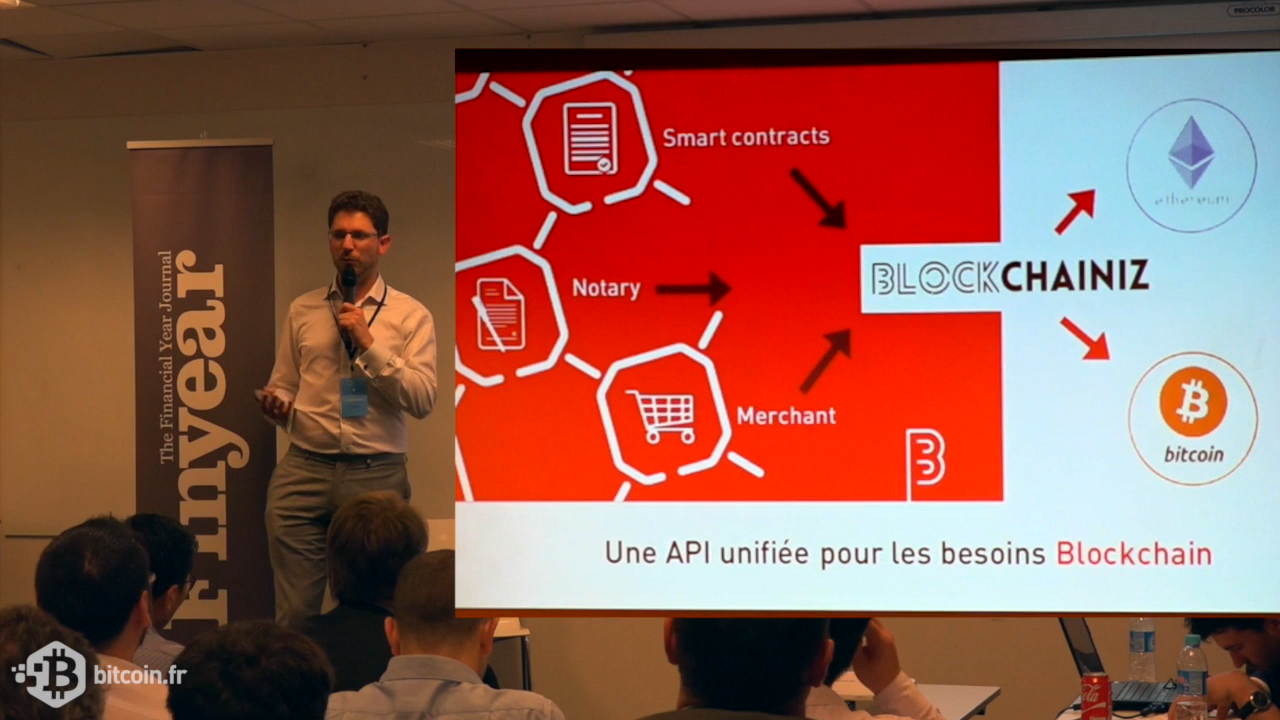 PROCOLOR
The Financial Year Journal
Finyear
Smart contracts
Notary
Merchant
BLOCKCHAINIZ
ethereum
bitcoin
B
Une API unifiée pour les besoins Blockchain
bitcoin.fr